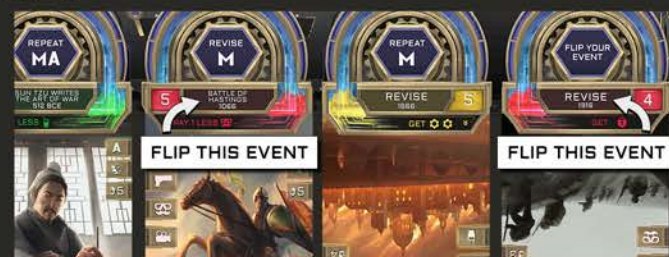 REPEAT
MA
SUN TZU WRITES
THE ART OF WAR
512 BCE
LESS
A
5
REVISE
M
5
BATTLE OF
HASTINGS
1066
PAY 1 LESS
FLIP THIS EVENT
5
REPEAT
M
REVISE
1866
5
GET
FLIP YOUR
EVENT
REVISE
1916
4
GET
FLIP THIS EVENT